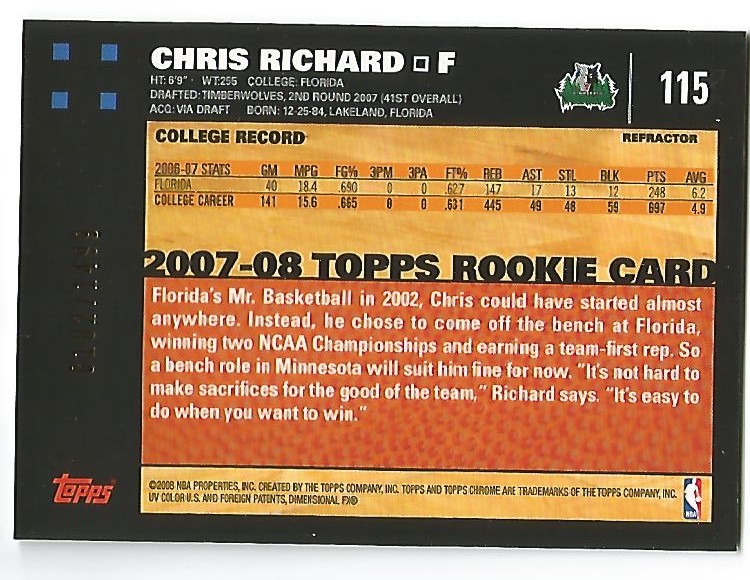 CHRIS RICHARD F
HT: 6'9" · WT:255 COLLEGE: FLORIDA
DRAFTED: TIMBERWOLVES, 2ND ROUND 2007 (41ST OVERALL)
ACQ: VIA DRAFT BORN: 12-25-84, LAKELAND, FLORIDA
115
COLLEGE RECORD REFRACTOR
2006-07 STATS GM MPG FG% 3PM 3PA FT% REB AST STL BLK PTS AVG
FLORIDA 40 18.4 .690 0 0 .627 147 17 13 12 248 6.2
COLLEGE CAREER 141 15.6 .665 0 0 .631 445 49 48 59 697 4.9
2007-08 TOPPS ROOKIE CARD
Florida's Mr. Basketball in 2002, Chris could have started almost
anywhere. Instead, he chose to come off the bench at Florida,
winning two NCAA Championships and earning a team-first rep. So
a bench role in Minnesota will suit him fine for now. "It's not hard to
make sacrifices for the good of the team," Richard says. "It's easy to
do when you want to win."
topps
©2008 NBA PROPERTIES, INC. CREATED BY THE TOPPS COMPANY, INC. TOPPS AND TOPPS CHROME ARE TRADEMARKS OF THE TOPPS COMPANY, INC.
UV COLOR U.S. AND FOREIGN PATENTS, DIMENSIONAL FX®
NBA